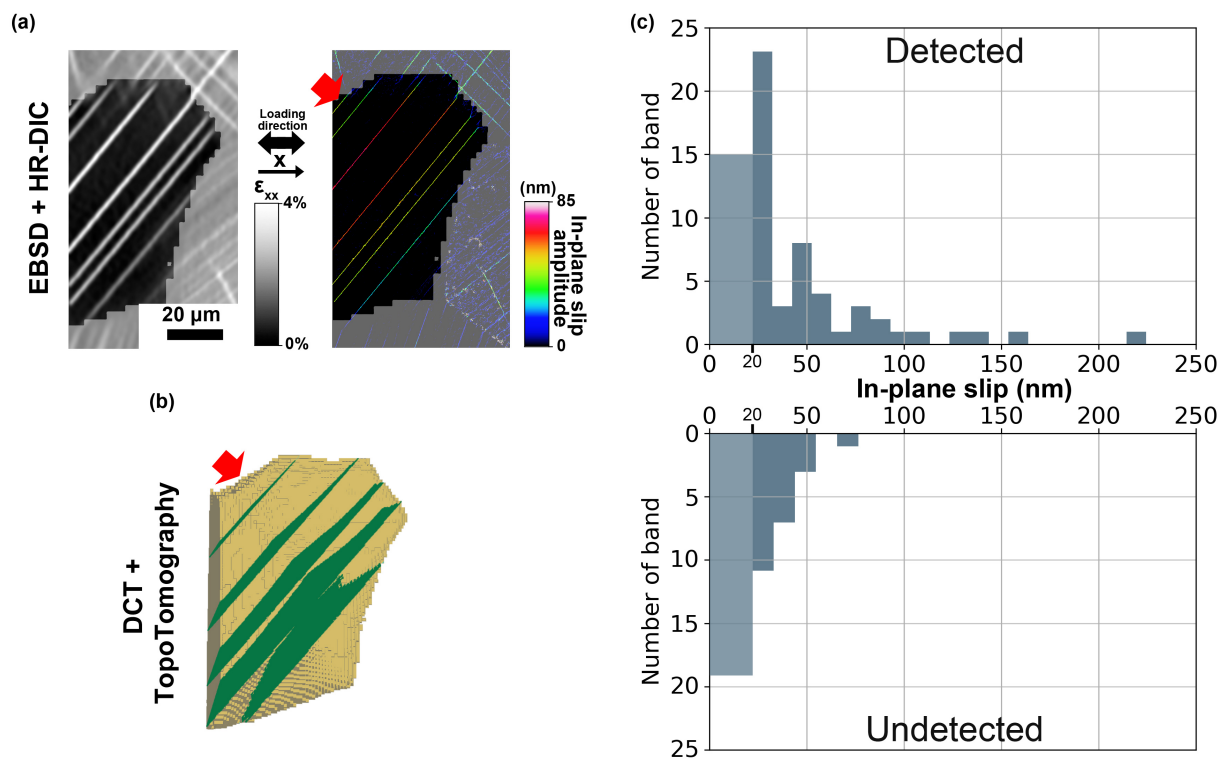 (a)
EBSD + HR-DIC
20 µm
Loading
direction
X
εxx
4%
0%
(nm)
85
0
In-plane slip
amplitude
(b)
DCT +
TopoTomography
(c)
Detected
Number of band
25
20
15
10
5
0
0 20 50 100 150 200 250
In-plane slip (nm)
0 20 50 100 150 200 250
Number of band
0
5
10
15
20
25
Undetected